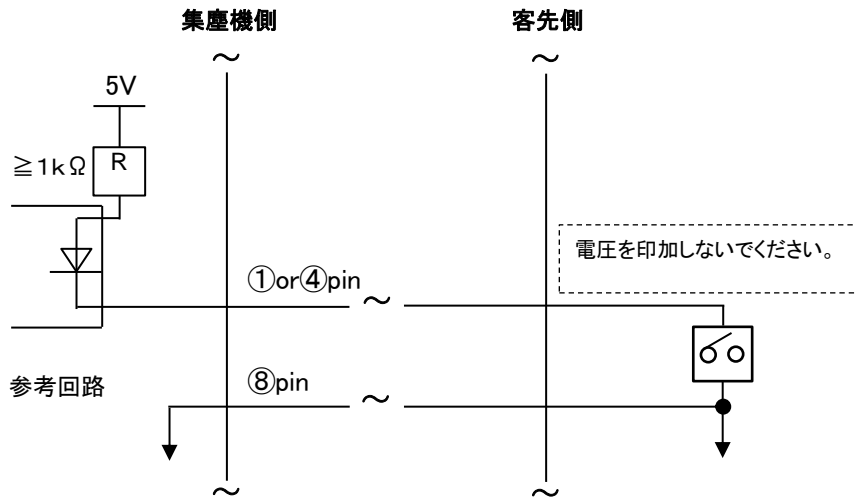 集塵機側
客先側
～
～
5V
≧1kΩ
R
電圧を印加しないでください。
①or④pin
～
参考回路
⑧pin
～
～
～